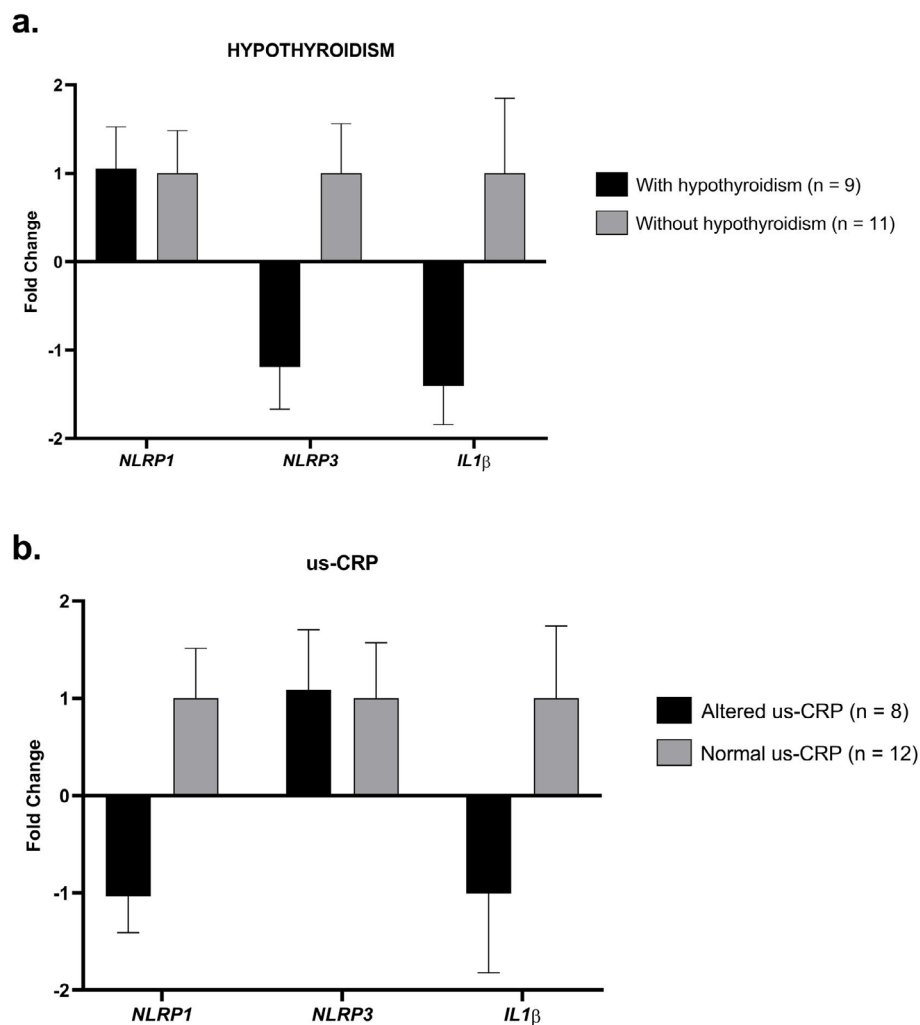 a.
HYPOTHYROIDISM
2
1
0
-1
-2
Fold Change
NLRP1
NLRP3
IL1β
With hypothyroidism (n = 9)
Without hypothyroidism (n = 11)
b.
us-CRP
2
1
0
-1
-2
Fold Change
NLRP1
NLRP3
IL1β
Altered us-CRP (n = 8)
Normal us-CRP (n = 12)